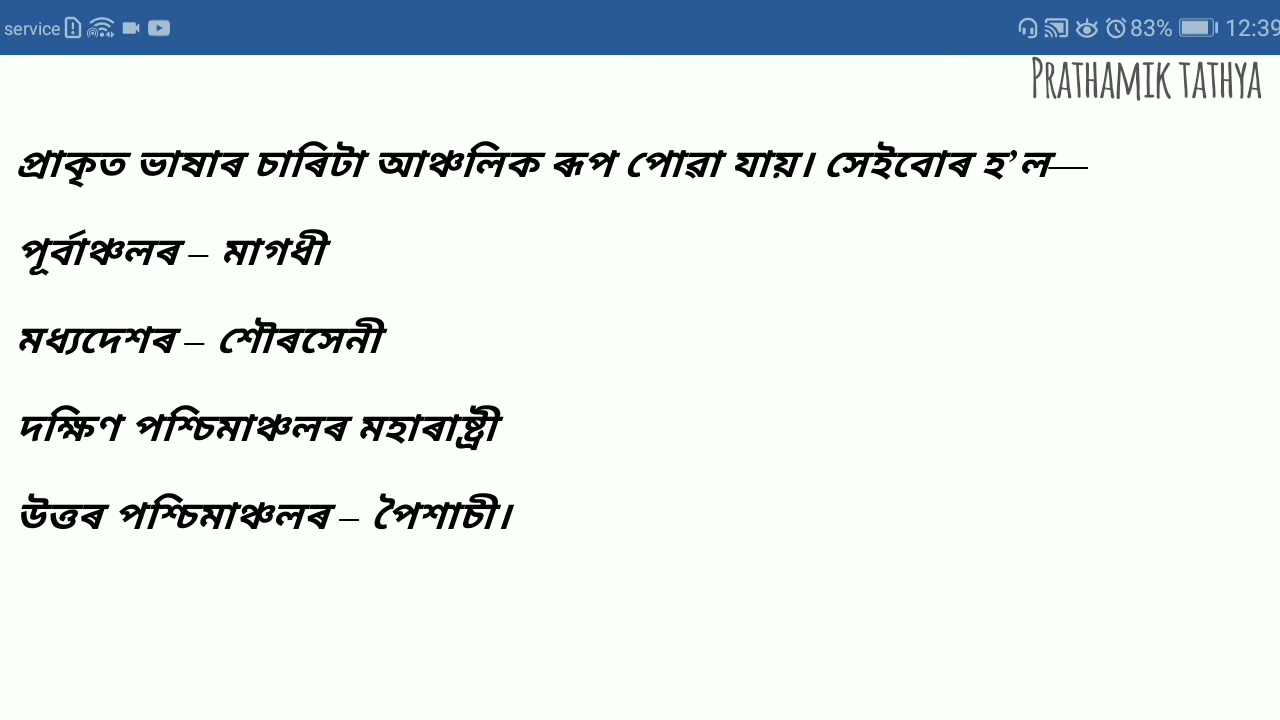 service 83% 12:39
PRATHAMIK TATHYA
প্ৰাকৃত ভাষাৰ চাৰিটা আঞ্চলিক ৰূপ পোৱা যায়। সেইবোৰ হ’ল—
পূৰ্বাঞ্চলৰ – মাগধী
মধ্যদেশৰ – শৌৰসেনী
দক্ষিণ পশ্চিমাঞ্চলৰ মহাৰাষ্ট্ৰী
উত্তৰ পশ্চিমাঞ্চলৰ – পৈশাচী।